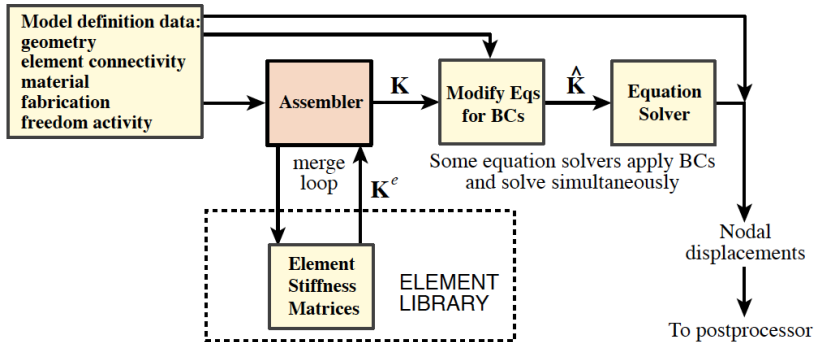 Model definition data:
geometry
element connectivity
material
fabrication
freedom activity
Assembler
K
Modify Eqs
for BCs
K̂
Equation
Solver
Some equation solvers apply BCs
and solve simultaneously
merge
loop
K^e
Element
Stiffness
Matrices
ELEMENT
LIBRARY
Nodal
displacements
To postprocessor